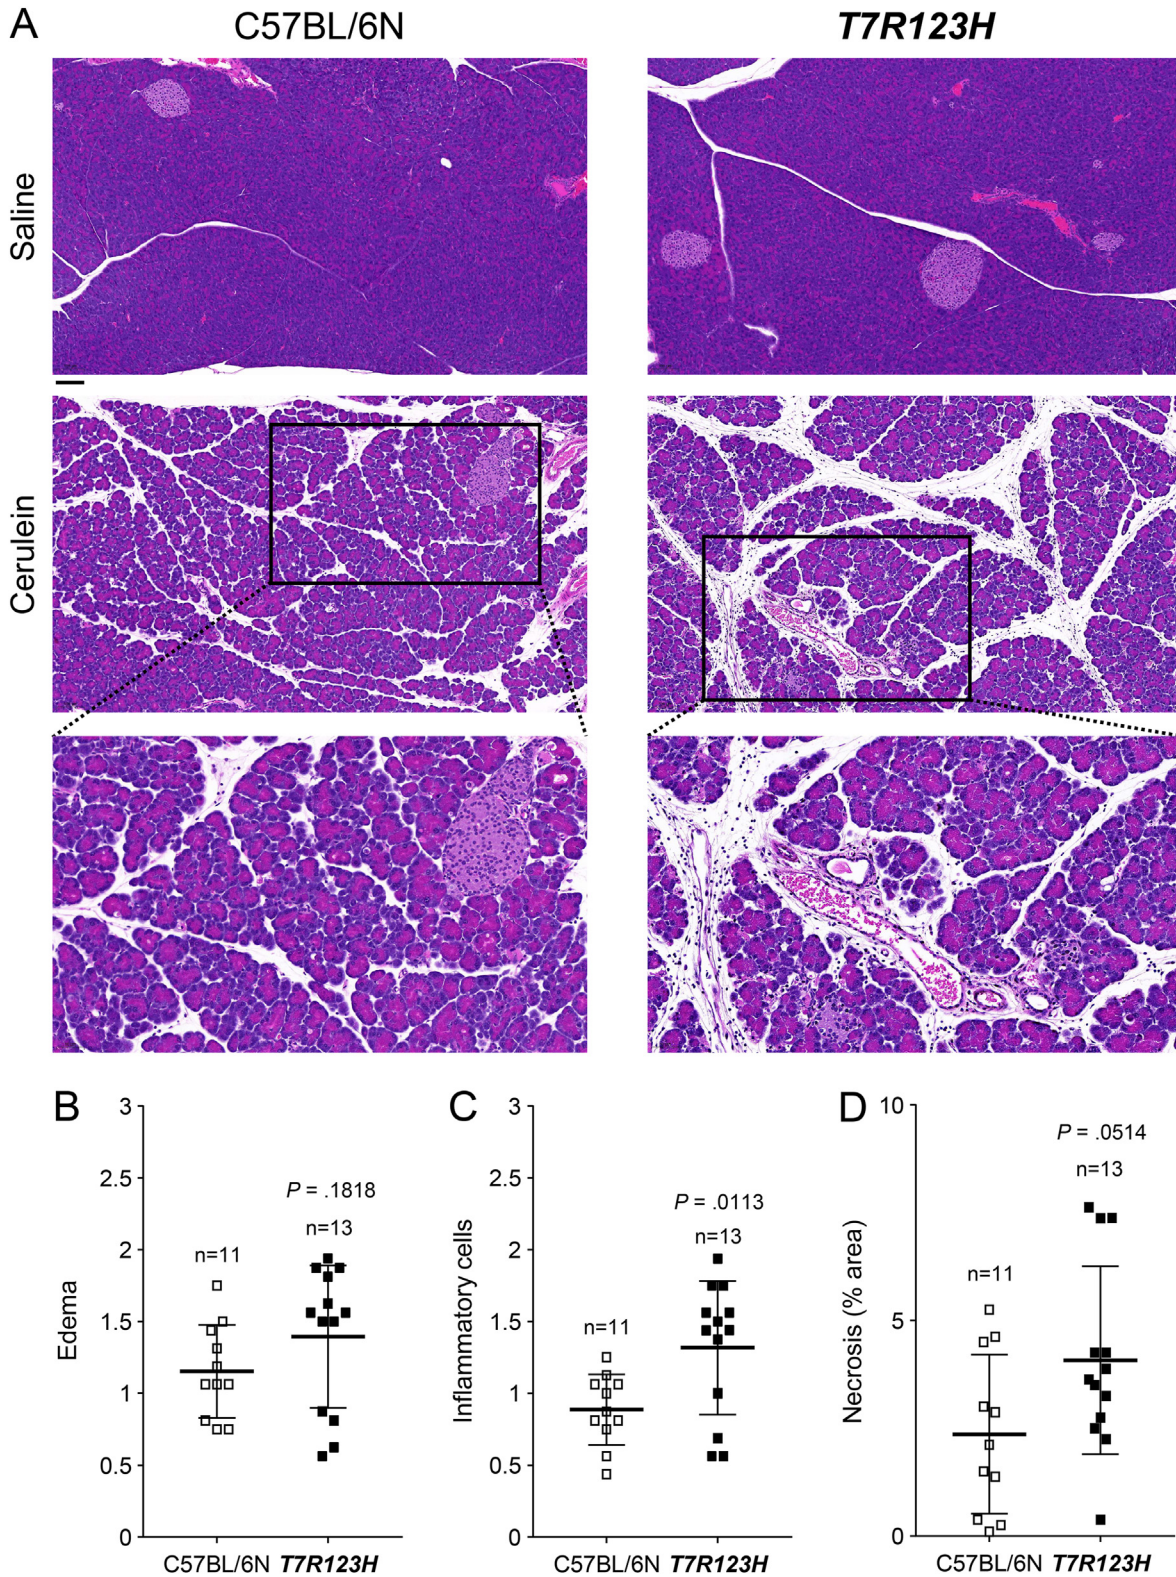 A
C57BL/6N
T7R123H
Saline
Cerulein
B
Edema
3
2.5
2
1.5
1
0.5
0
n=11
P = .1818
n=13
C57BL/6N
T7R123H
C
Inflammatory cells
3
2.5
2
1.5
1
0.5
0
n=11
P = .0113
n=13
C57BL/6N
T7R123H
D
Necrosis (% area)
10
5
0
n=11
P = .0514
n=13
C57BL/6N
T7R123H